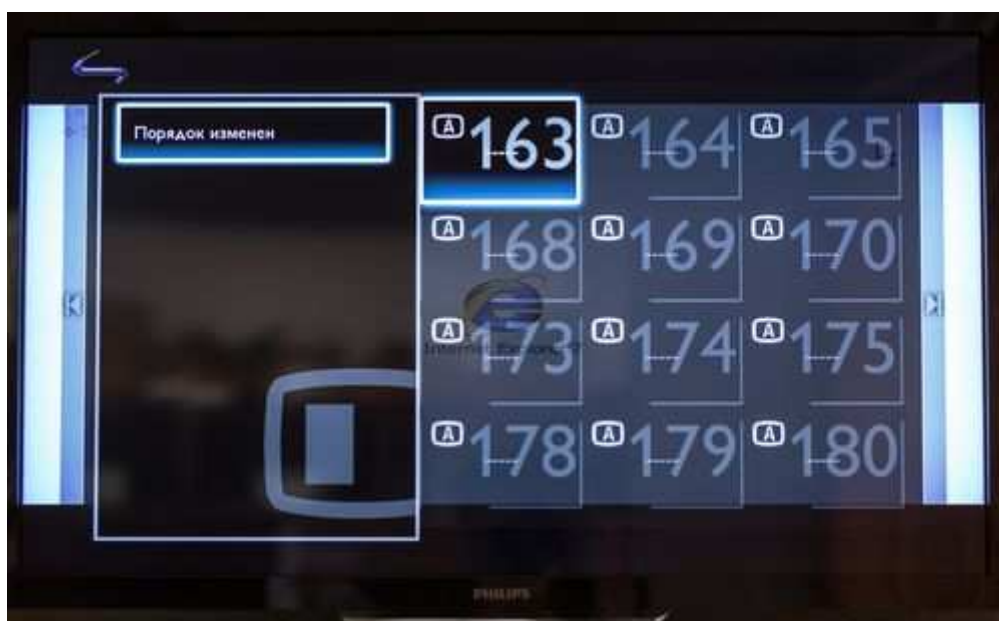 Порядок изменен
A 163 A 164 A 165
A 168 A 169 A 170
A 173 A 174 A 175
A 178 A 179 A 180
PHILIPS